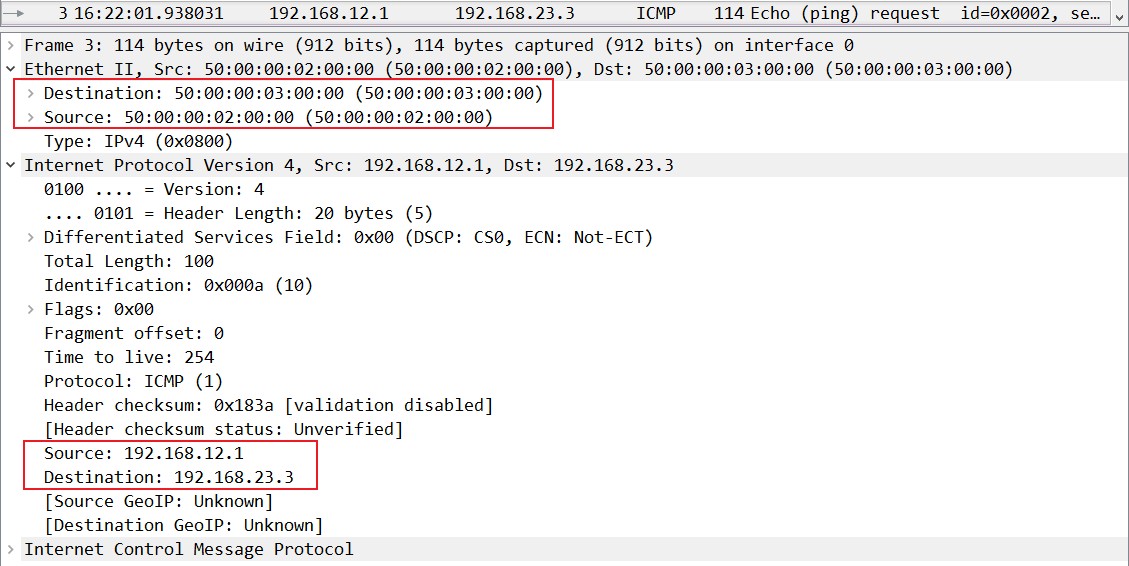 3 16:22:01.938031 192.168.12.1 192.168.23.3 ICMP 114 Echo (ping) request id=0x0002, se…
Frame 3: 114 bytes on wire (912 bits), 114 bytes captured (912 bits) on interface 0
Ethernet II, Src: 50:00:00:02:00:00 (50:00:00:02:00:00), Dst: 50:00:00:03:00:00 (50:00:00:03:00:00)
Destination: 50:00:00:03:00:00 (50:00:00:03:00:00)
Source: 50:00:00:02:00:00 (50:00:00:02:00:00)
Type: IPv4 (0x0800)
Internet Protocol Version 4, Src: 192.168.12.1, Dst: 192.168.23.3
0100 .... = Version: 4
.... 0101 = Header Length: 20 bytes (5)
Differentiated Services Field: 0x00 (DSCP: CS0, ECN: Not-ECT)
Total Length: 100
Identification: 0x000a (10)
Flags: 0x00
Fragment offset: 0
Time to live: 254
Protocol: ICMP (1)
Header checksum: 0x183a [validation disabled]
[Header checksum status: Unverified]
Source: 192.168.12.1
Destination: 192.168.23.3
[Source GeoIP: Unknown]
[Destination GeoIP: Unknown]
Internet Control Message Protocol